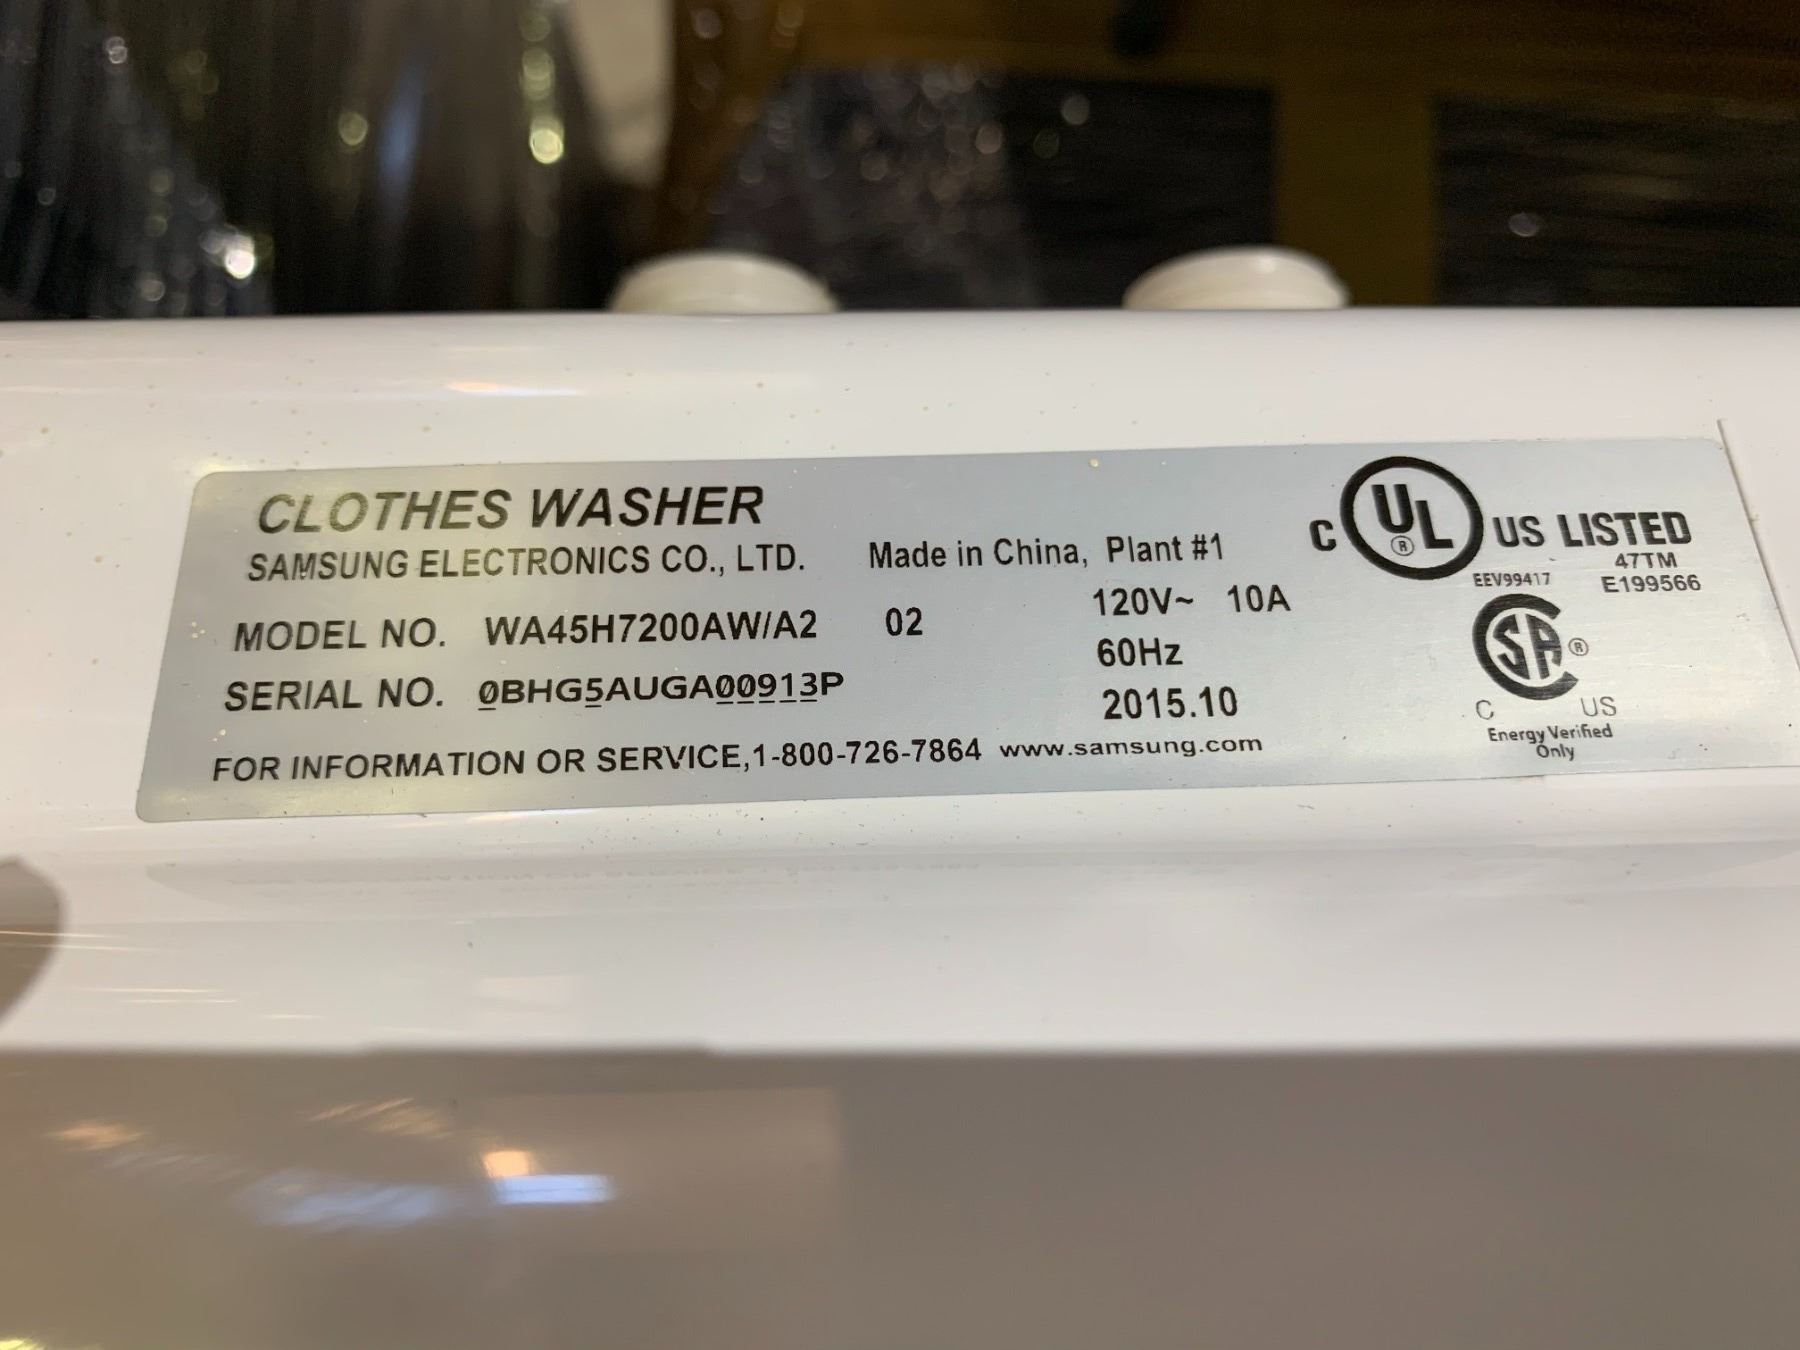 CLOTHES WASHER
SAMSUNG ELECTRONICS CO., LTD. Made in China, Plant #1
MODEL NO. WA45H7200AW/A2 02 120V~ 10A
60Hz
SERIAL NO. 0BHG5AUGA00913P 2015.10
FOR INFORMATION OR SERVICE,1-800-726-7864 www.samsung.com
C UL ® US LISTED
47TM
EEV99417 E199566
SA ®
C US
Energy Verified
Only